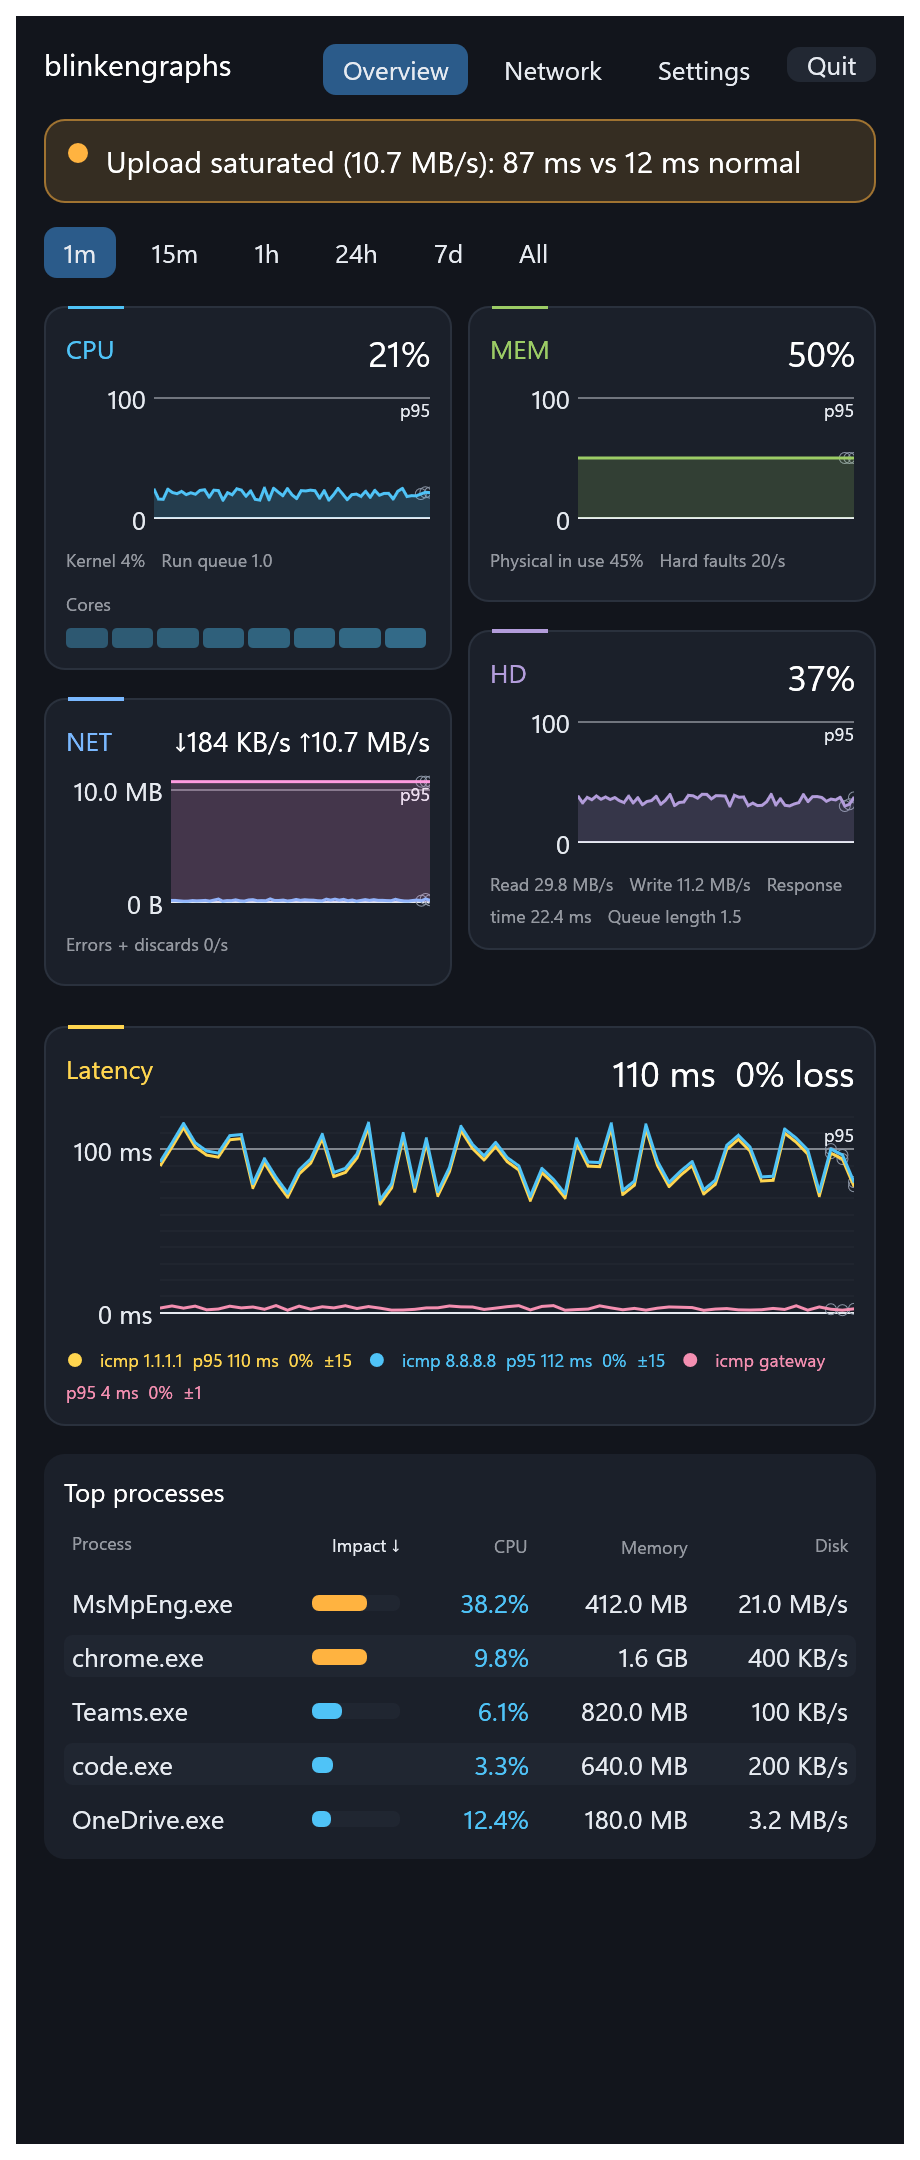 blinkengraphs
Overview Network Settings Quit
Upload saturated (10.7 MB/s): 87 ms vs 12 ms normal
1m 15m 1h 24h 7d All
CPU 21%
100
p95
0
Kernel 4% Run queue 1.0
Cores
MEM 50%
100
p95
0
Physical in use 45% Hard faults 20/s
NET ↓184 KB/s ↑10.7 MB/s
10.0 MB
p95
0 B
Errors + discards 0/s
HD 37%
100
p95
0
Read 29.8 MB/s Write 11.2 MB/s Response
time 22.4 ms Queue length 1.5
Latency 110 ms 0% loss
p95
100 ms
0 ms
icmp 1.1.1.1 p95 110 ms 0% ±15 icmp 8.8.8.8 p95 112 ms 0% ±15 icmp gateway
p95 4 ms 0% ±1
Top processes
Process Impact ↓ CPU Memory Disk
MsMpEng.exe 38.2% 412.0 MB 21.0 MB/s
chrome.exe 9.8% 1.6 GB 400 KB/s
Teams.exe 6.1% 820.0 MB 100 KB/s
code.exe 3.3% 640.0 MB 200 KB/s
OneDrive.exe 12.4% 180.0 MB 3.2 MB/s